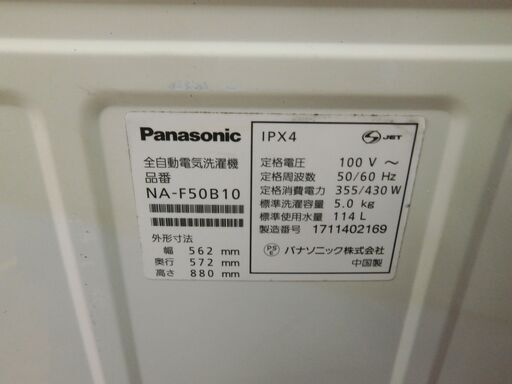 Panasonic
全自動電気洗濯機
品番
NA-F50B10
外形寸法
幅 562 mm
奥行 572 mm
高さ 880 mm
IPX4
JET
定格電圧 100 V ～
定格周波数 50/60 Hz
定格消費電力 355/430 W
標準洗濯容量 5.0 kg
標準使用水量 114 L
製造番号 1711402169
PS E パナソニック株式会社
中国製